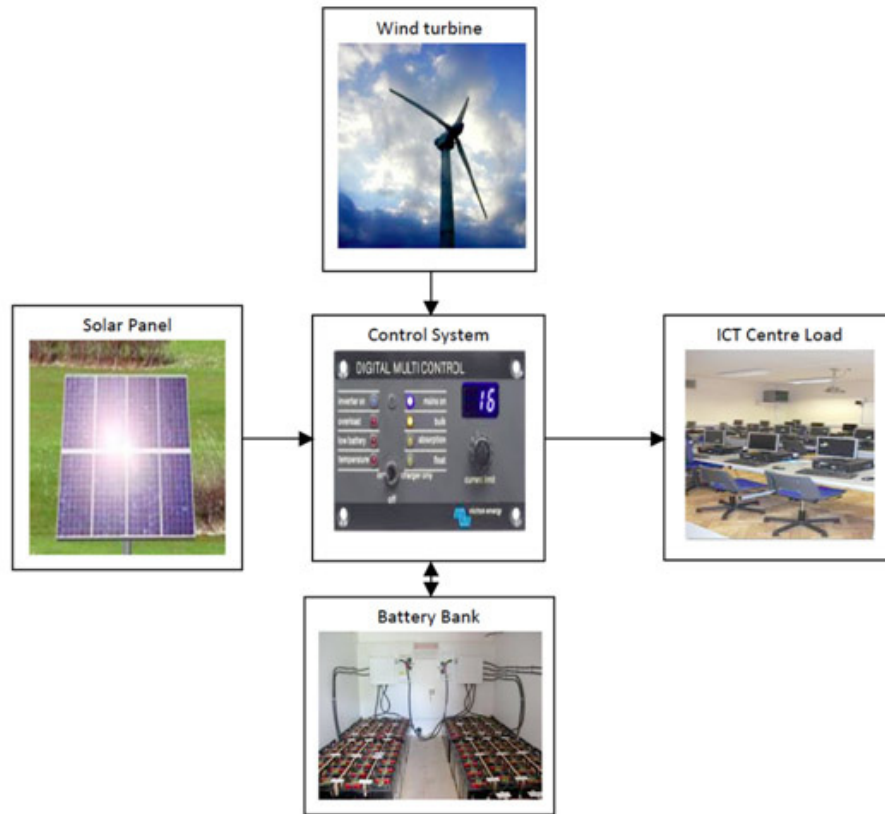 Wind turbine
Solar Panel
Control System
ICT Centre Load
DIGITAL MULTI CONTROL
inverter on
mains on
overload
bulk
low battery
absorption
temperature
float
charger only
off
current limit
16
victron energy
Battery Bank